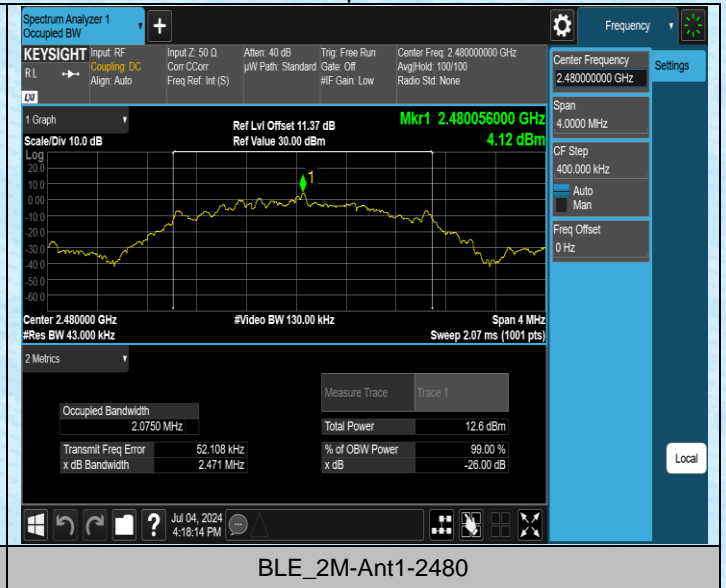 Spectrum Analyzer 1
Occupied BW
+
Frequency
KEYSIGHT
RL
LXI
Input: RF
Coupling: DC
Align: Auto
Input Z: 50 Ω
Corr CCorr
Freq Ref: Int (S)
Atten: 40 dB
µW Path: Standard
Trig: Free Run
Gate: Off
#IF Gain: Low
Center Freq: 2.480000000 GHz
Avg|Hold: 100/100
Radio Std: None
Center Frequency
2.480000000 GHz
Settings
Span
4.0000 MHz
CF Step
400.000 kHz
Auto
Man
Freq Offset
0 Hz
1 Graph
Scale/Div 10.0 dB
Ref Lvl Offset 11.37 dB
Ref Value 30.00 dBm
Mkr1 2.480056000 GHz
4.12 dBm
Log
20.0
10.0
0.00
-10.0
-20.0
-30.0
-40.0
-50.0
-60.0
1
Center 2.480000 GHz
#Res BW 43.000 kHz
#Video BW 130.00 kHz
Span 4 MHz
Sweep 2.07 ms (1001 pts)
2 Metrics
Measure Trace Trace 1
Occupied Bandwidth
2.0750 MHz
Total Power 12.6 dBm
Transmit Freq Error 52.108 kHz
% of OBW Power 99.00 %
x dB Bandwidth 2.471 MHz
x dB -26.00 dB
Local
?
Jul 04, 2024
4:18:14 PM
BLE_2M-Ant1-2480